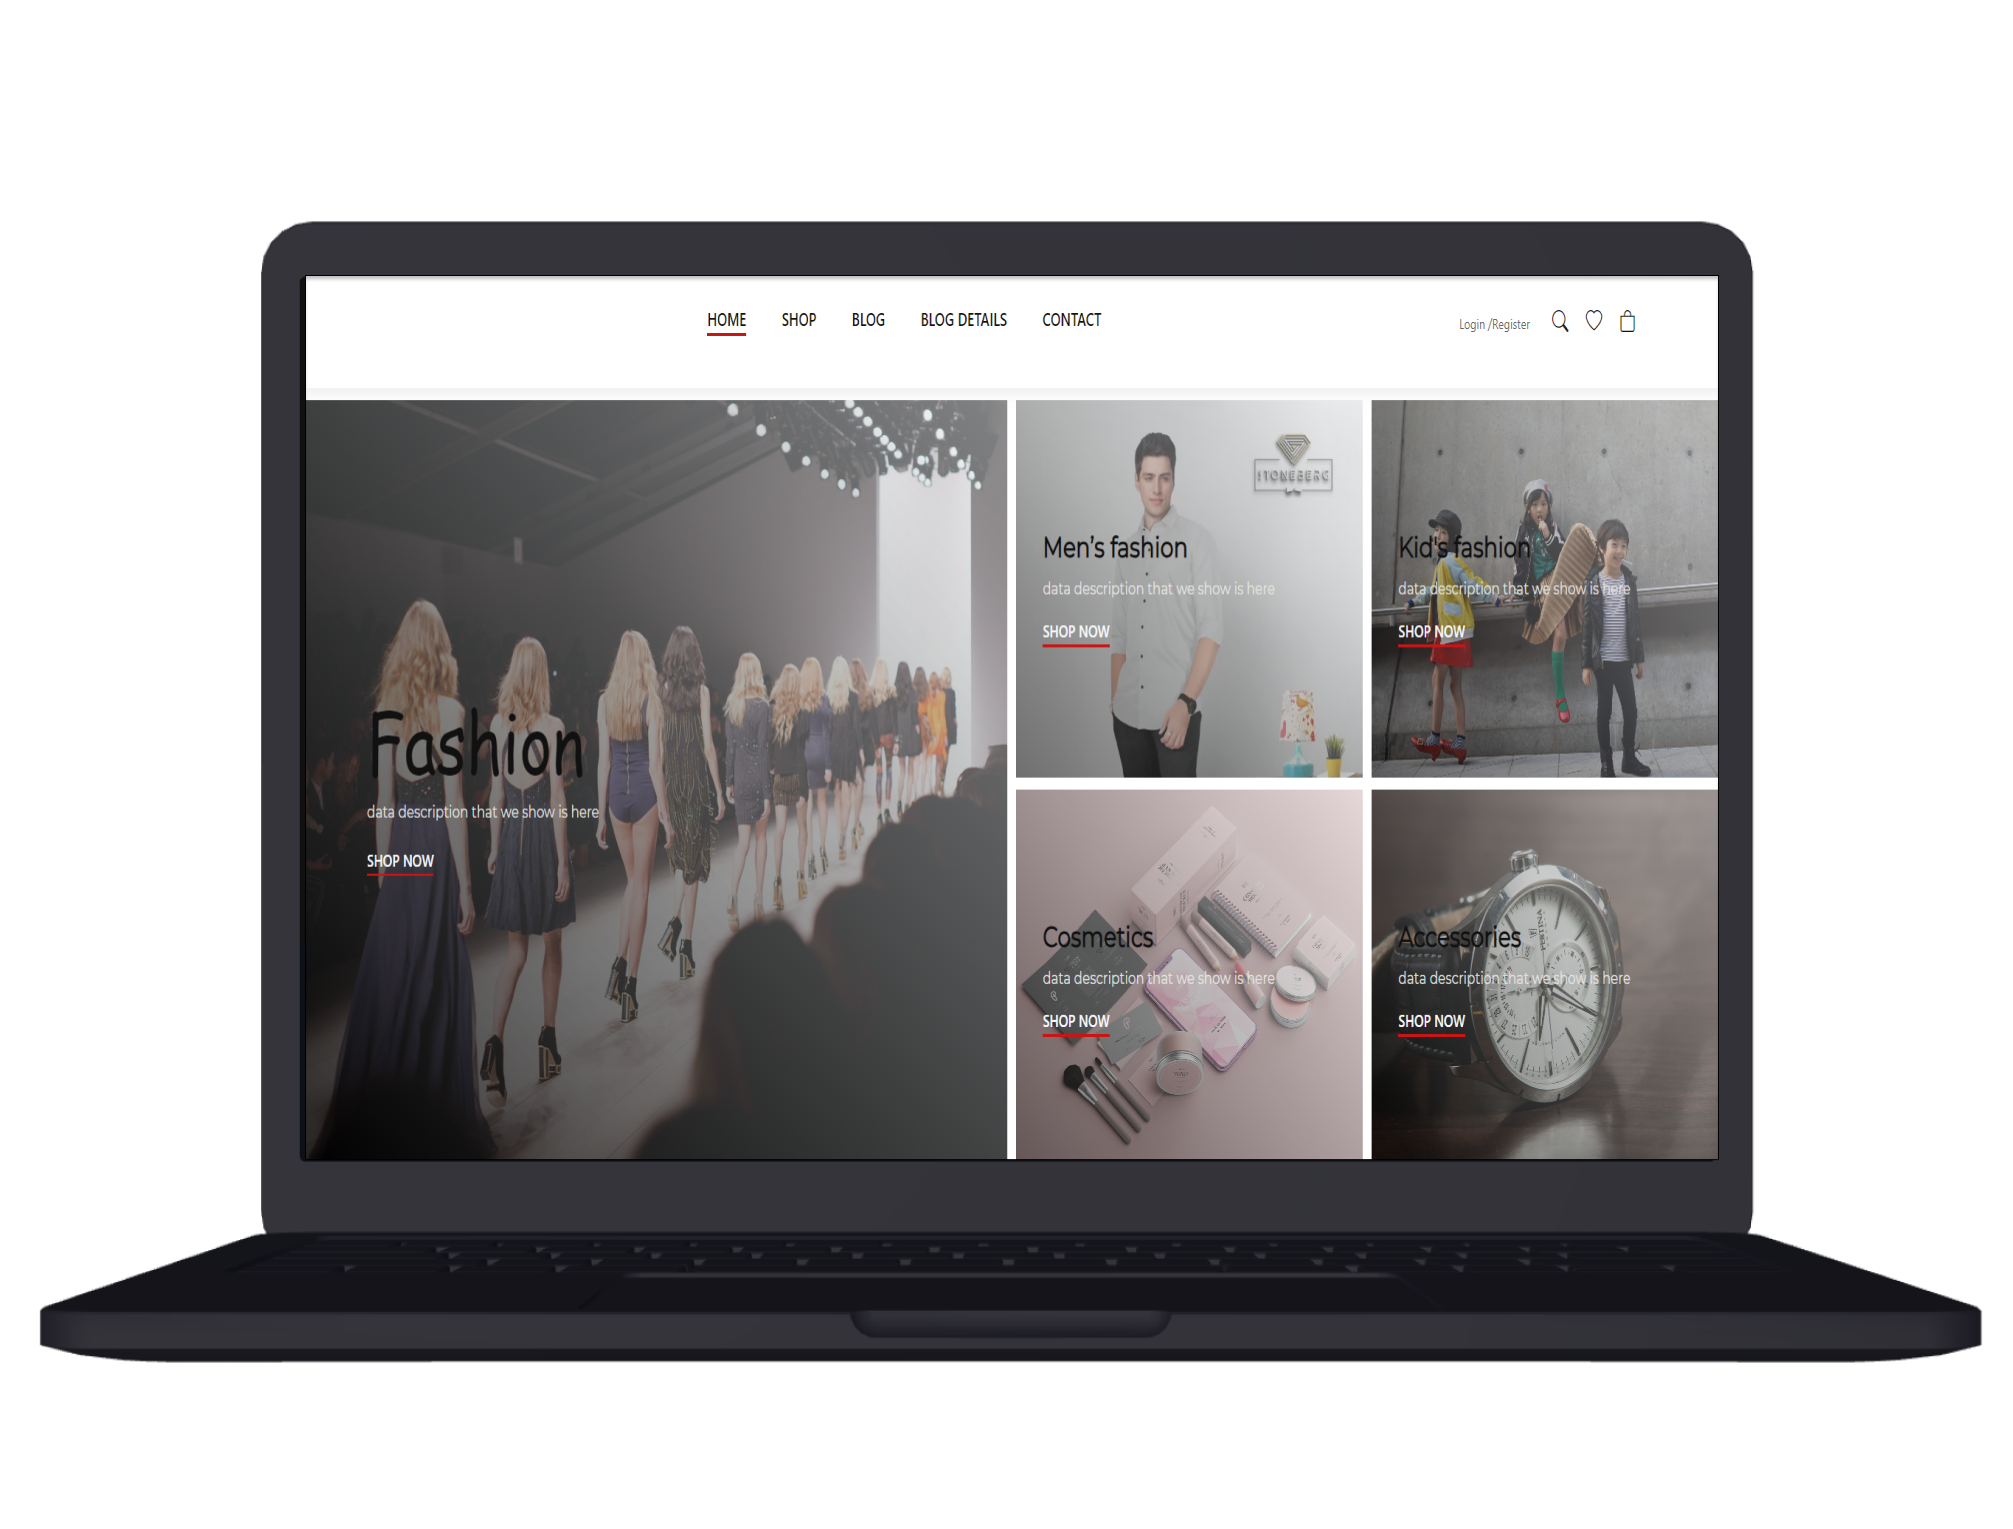 HOME SHOP BLOG BLOG DETAILS CONTACT
Login /Register
Fashion
data description that we show is here
SHOP NOW
STONEBERG
Men’s fashion
data description that we show is here
SHOP NOW
Kid's fashion
data description that we show is here
SHOP NOW
Cosmetics
data description that we show is here
SHOP NOW
Accessories
data description that we show is here
SHOP NOW
FESTINA